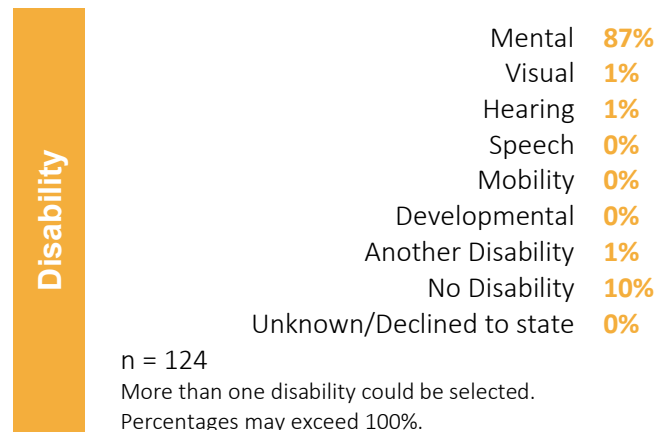 Disability
Mental 87%
Visual 1%
Hearing 1%
Speech 0%
Mobility 0%
Developmental 0%
Another Disability 1%
No Disability 10%
Unknown/Declined to state 0%
n = 124
More than one disability could be selected.
Percentages may exceed 100%.